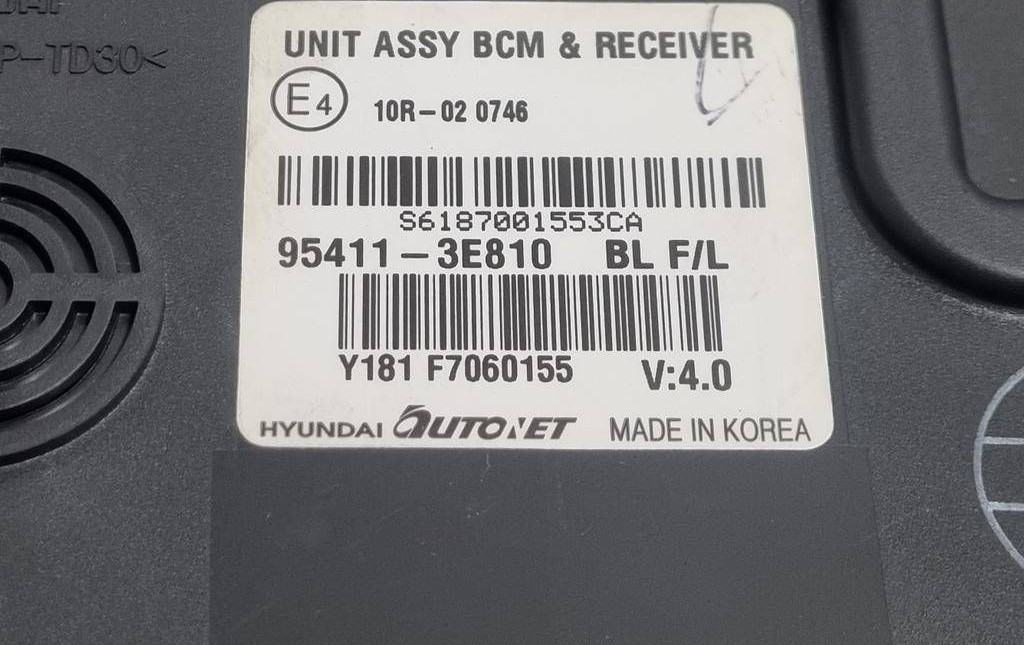 P-TD30<
UNIT ASSY BCM & RECEIVER
E4
10R-02 0746
S6187001553CA
95411-3E810 BL F/L
Y181 F7060155 V:4.0
HYUNDAI AUTONET MADE IN KOREA